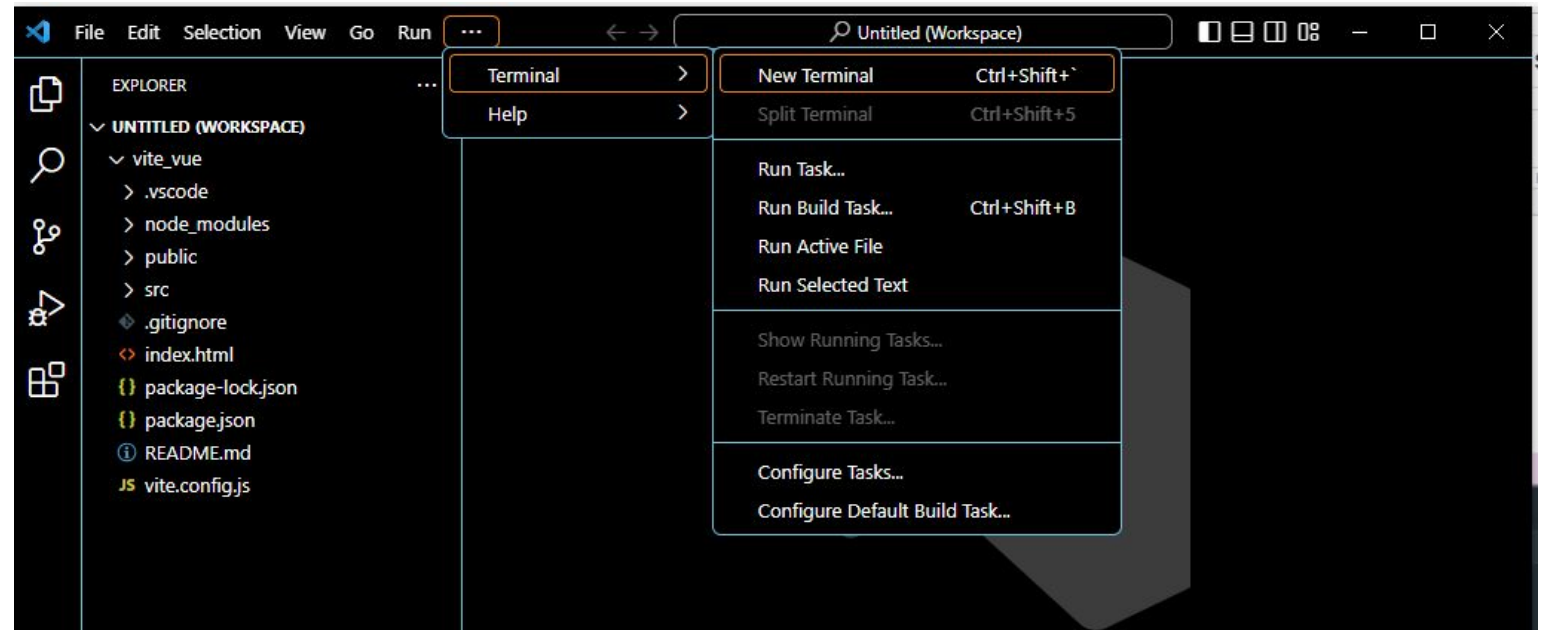 File Edit Selection View Go Run ... Untitled (Workspace)
EXPLORER ...
UNTITLED (WORKSPACE)
vite_vue
.vscode
node_modules
public
src
.gitignore
index.html
package-lock.json
package.json
README.md
JS vite.config.js
Terminal
Help
New Terminal Ctrl+Shift+`
Split Terminal Ctrl+Shift+5
Run Task...
Run Build Task... Ctrl+Shift+B
Run Active File
Run Selected Text
Show Running Tasks...
Restart Running Task...
Terminate Task...
Configure Tasks...
Configure Default Build Task...